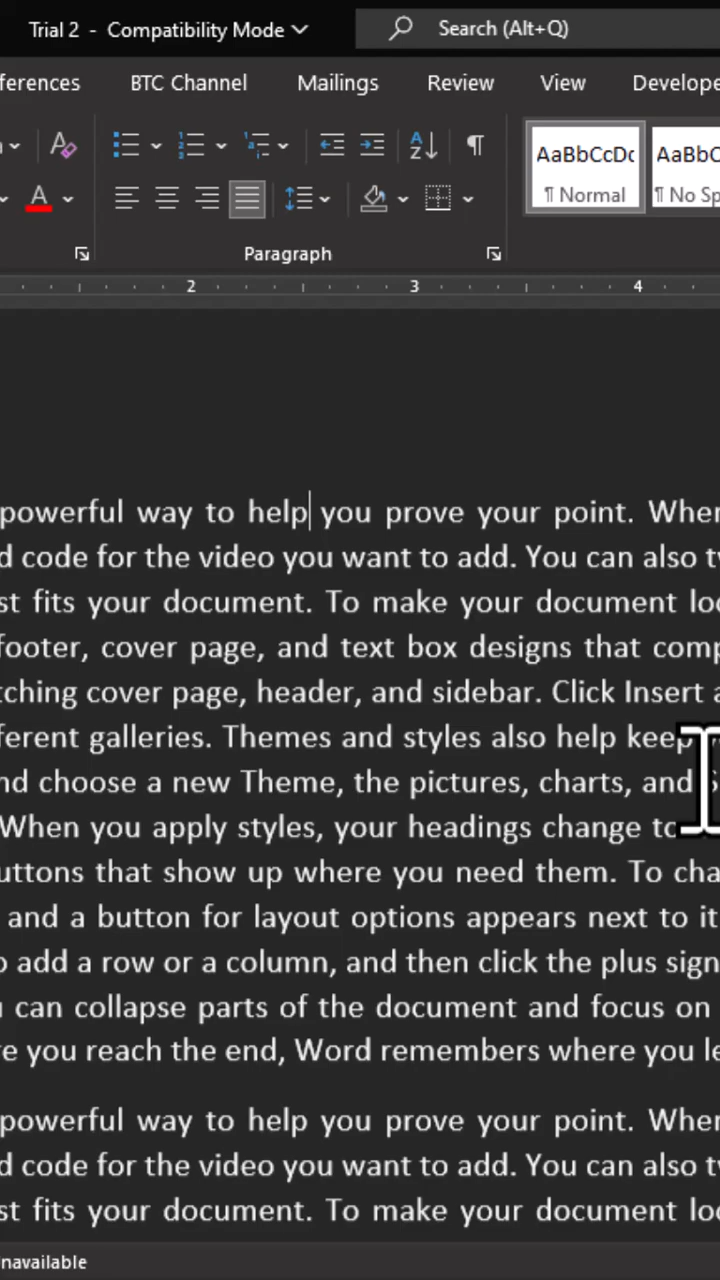 Trial 2 - Compatibility Mode
Search (Alt+Q)
ferences BTC Channel Mailings Review View Develope
A
A Z ¶
AaBbCcDc AaBbC
¶ Normal ¶ No Sp
Paragraph
2 3 4
powerful way to help you prove your point. When
d code for the video you want to add. You can also ty
st fits your document. To make your document loo
footer, cover page, and text box designs that comp
tching cover page, header, and sidebar. Click Insert a
ferent galleries. Themes and styles also help keep
nd choose a new Theme, the pictures, charts, and
When you apply styles, your headings change to
uttons that show up where you need them. To cha
and a button for layout options appears next to it
o add a row or a column, and then click the plus sign
u can collapse parts of the document and focus on
re you reach the end, Word remembers where you le
powerful way to help you prove your point. When
d code for the video you want to add. You can also ty
st fits your document. To make your document loo
navailable